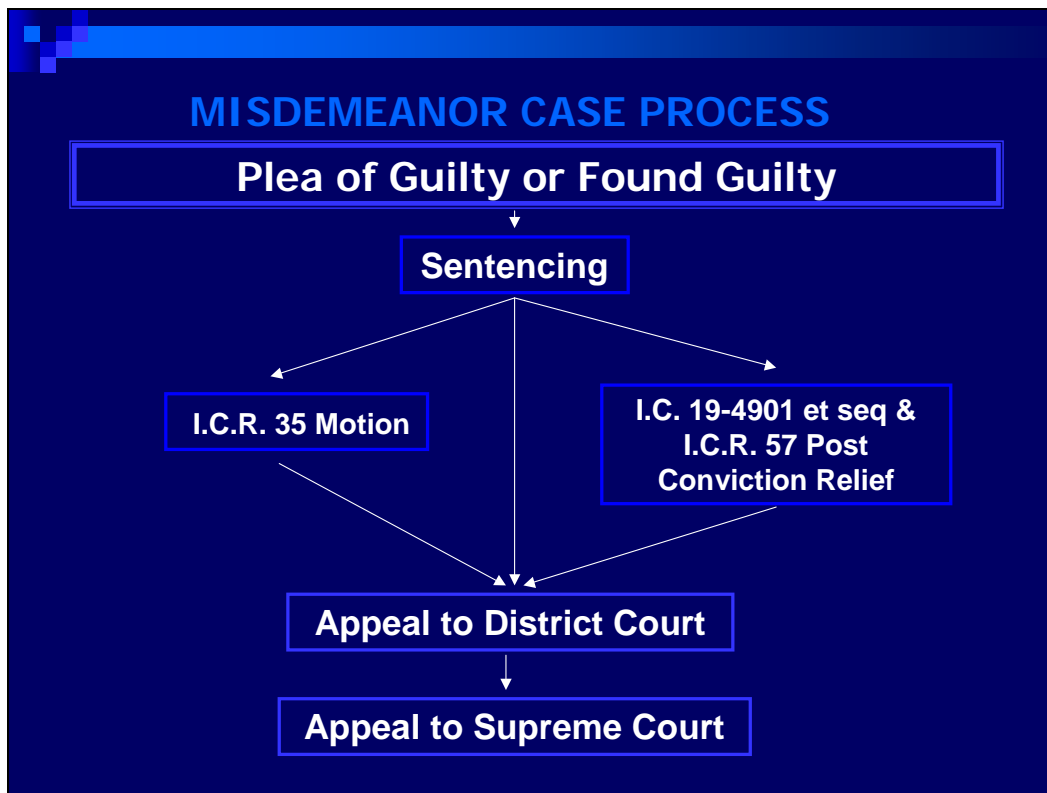 MISDEMEANOR CASE PROCESS
Plea of Guilty or Found Guilty
Sentencing
I.C.R. 35 Motion
I.C. 19-4901 et seq &
I.C.R. 57 Post
Conviction Relief
Appeal to District Court
Appeal to Supreme Court